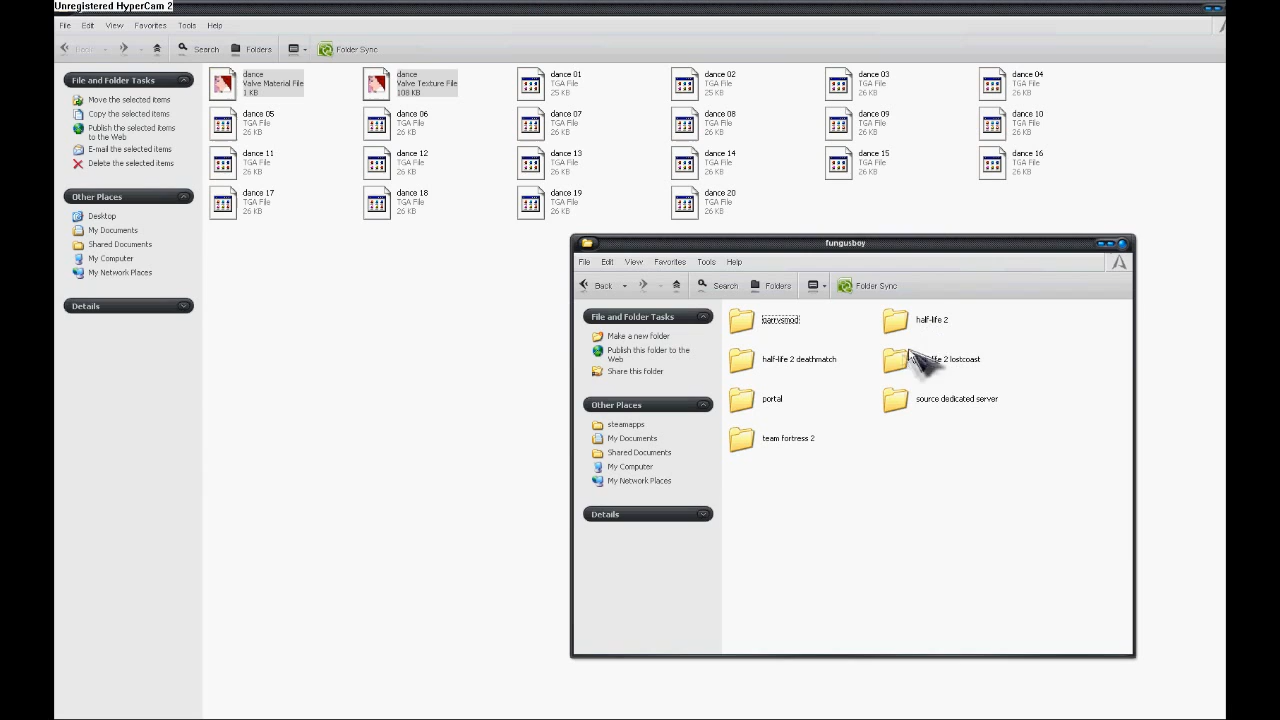 Unregistered HyperCam 2
File Edit View Favorites Tools Help
Back Search Folders Folder Sync
File and Folder Tasks
Move the selected items
Copy the selected items
Publish the selected items
to the Web
E-mail the selected items
Delete the selected items
Other Places
Desktop
My Documents
Shared Documents
My Computer
My Network Places
Details
dance
Valve Material File
1 KB
dance
Valve Texture File
108 KB
dance 01
TGA File
25 KB
dance 02
TGA File
25 KB
dance 03
TGA File
26 KB
dance 04
TGA File
26 KB
dance 05
TGA File
26 KB
dance 06
TGA File
26 KB
dance 07
TGA File
26 KB
dance 08
TGA File
26 KB
dance 09
TGA File
26 KB
dance 10
TGA File
26 KB
dance 11
TGA File
26 KB
dance 12
TGA File
26 KB
dance 13
TGA File
26 KB
dance 14
TGA File
26 KB
dance 15
TGA File
26 KB
dance 16
TGA File
26 KB
dance 17
TGA File
26 KB
dance 18
TGA File
26 KB
dance 19
TGA File
26 KB
dance 20
TGA File
26 KB
fungusboy
File Edit View Favorites Tools Help
Back Search Folders Folder Sync
File and Folder Tasks
Make a new folder
Publish this folder to the
Web
Share this folder
Other Places
steamapps
My Documents
Shared Documents
My Computer
My Network Places
Details
garrysmod
half-life 2
half-life 2 deathmatch
life 2 lostcoast
portal
source dedicated server
team fortress 2